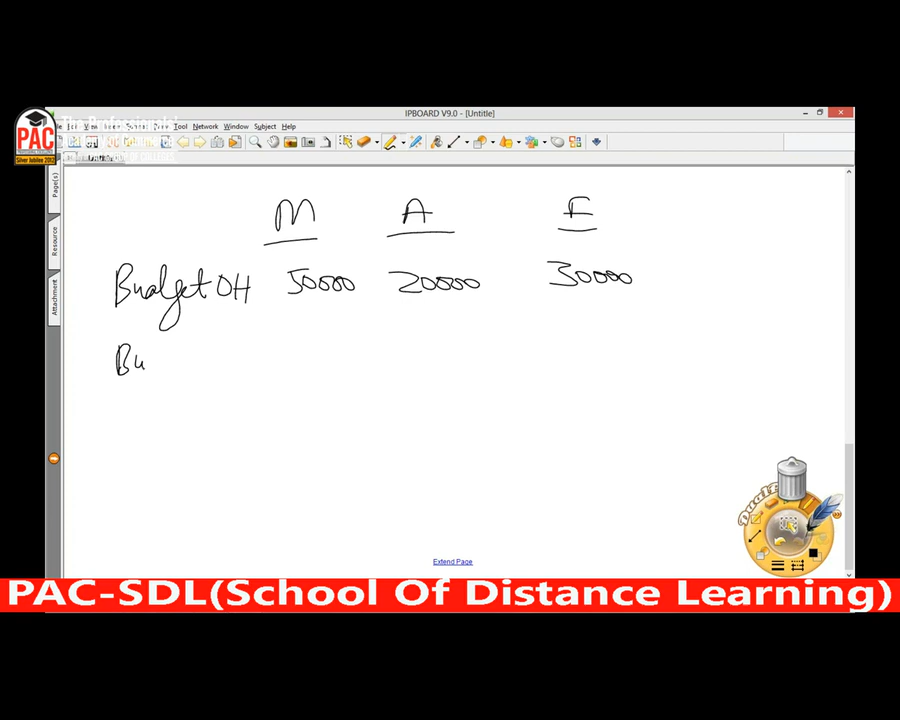 IPBOARD V9.0 - [Untitle]
Tool Network Window Subject Help
PAC
Silver Jubilee 2012
Page(s)
Resource
Attachment
M A F
Budget OH 50000 20000 30000
Bu
Dualb
Extend Page
PAC-SDL(School Of Distance Learning)